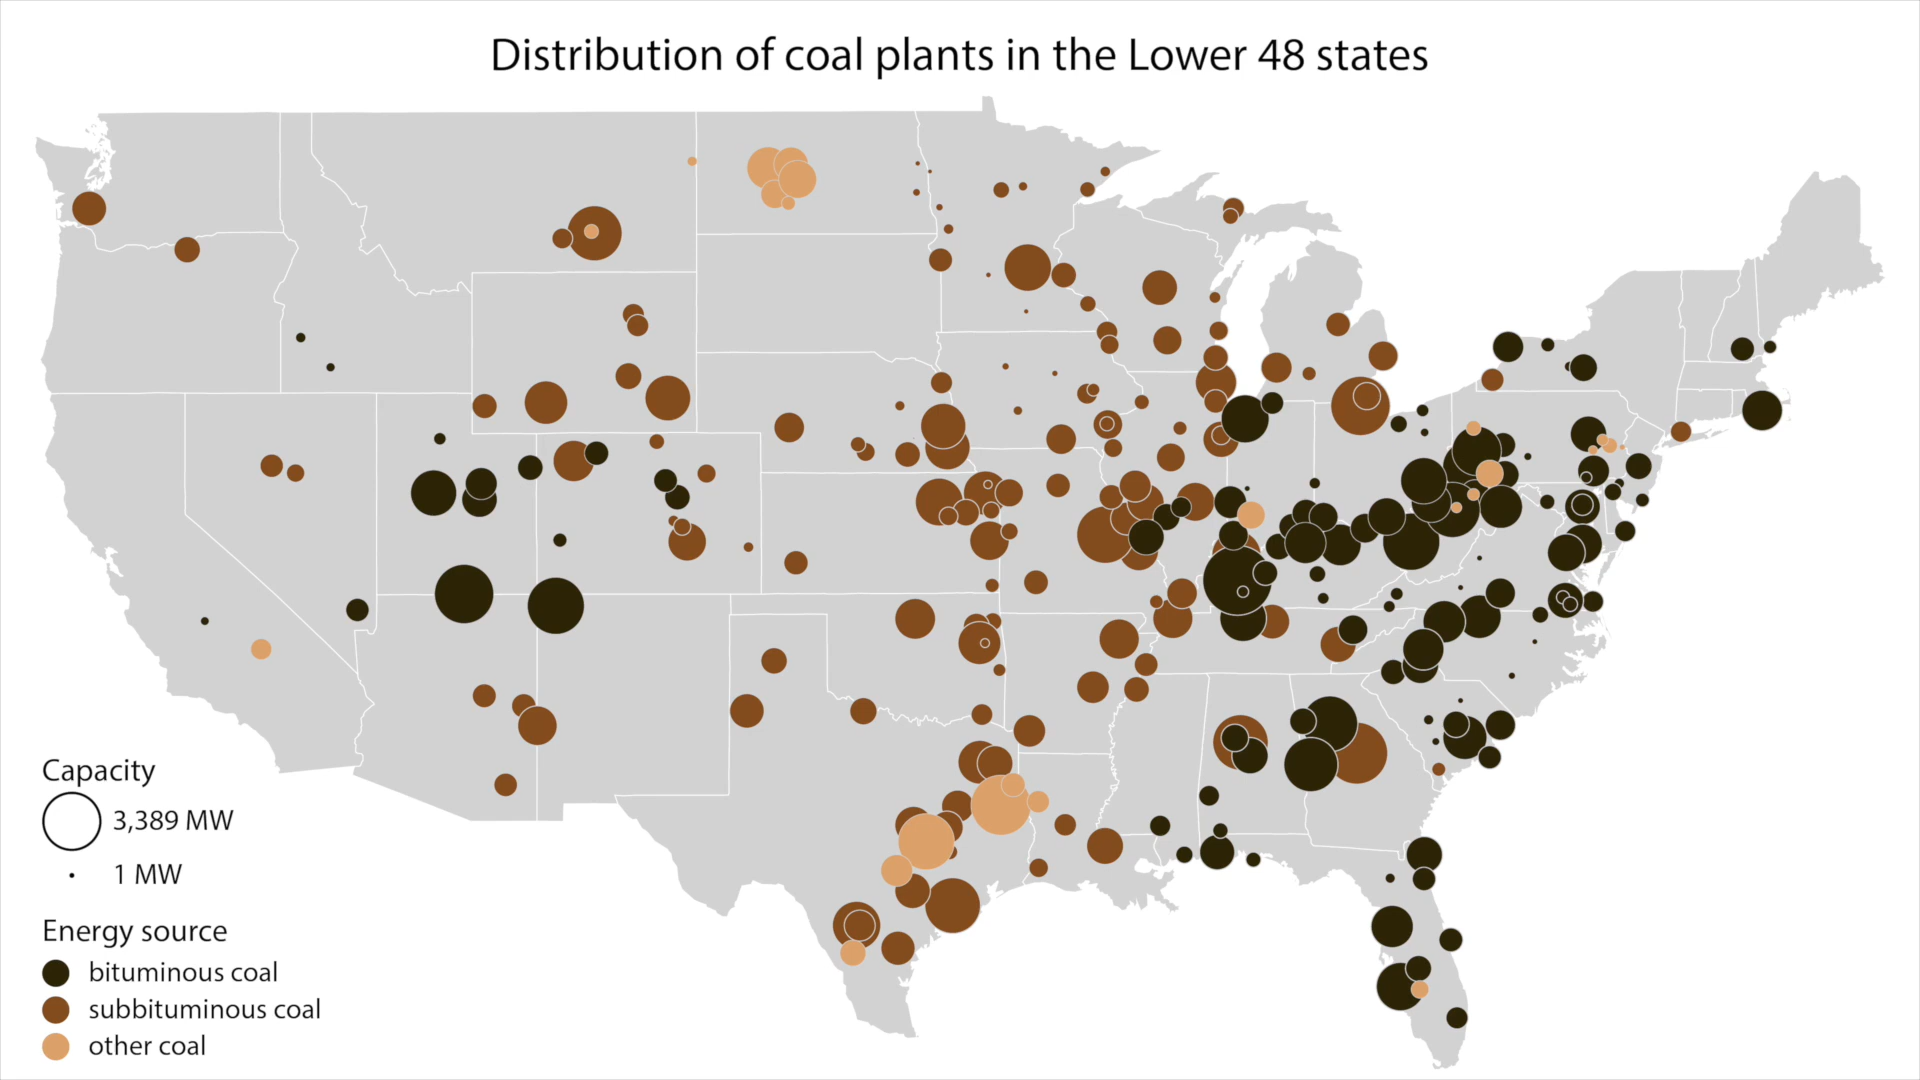 Distribution of coal plants in the Lower 48 states
Capacity
3,389 MW
1 MW
Energy source
bituminous coal
subbituminous coal
other coal